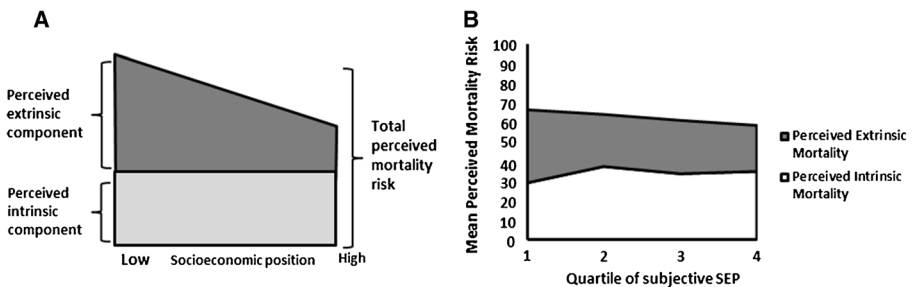 A
Perceived
extrinsic
component
Perceived
intrinsic
component
Total
perceived
mortality
risk
Low
Socioeconomic position
High
B
Mean Perceived Mortality Risk
100
90
80
70
60
50
40
30
20
10
0
1
2
3
4
Quartile of subjective SEP
Perceived Extrinsic
Mortality
Perceived Intrinsic
Mortality